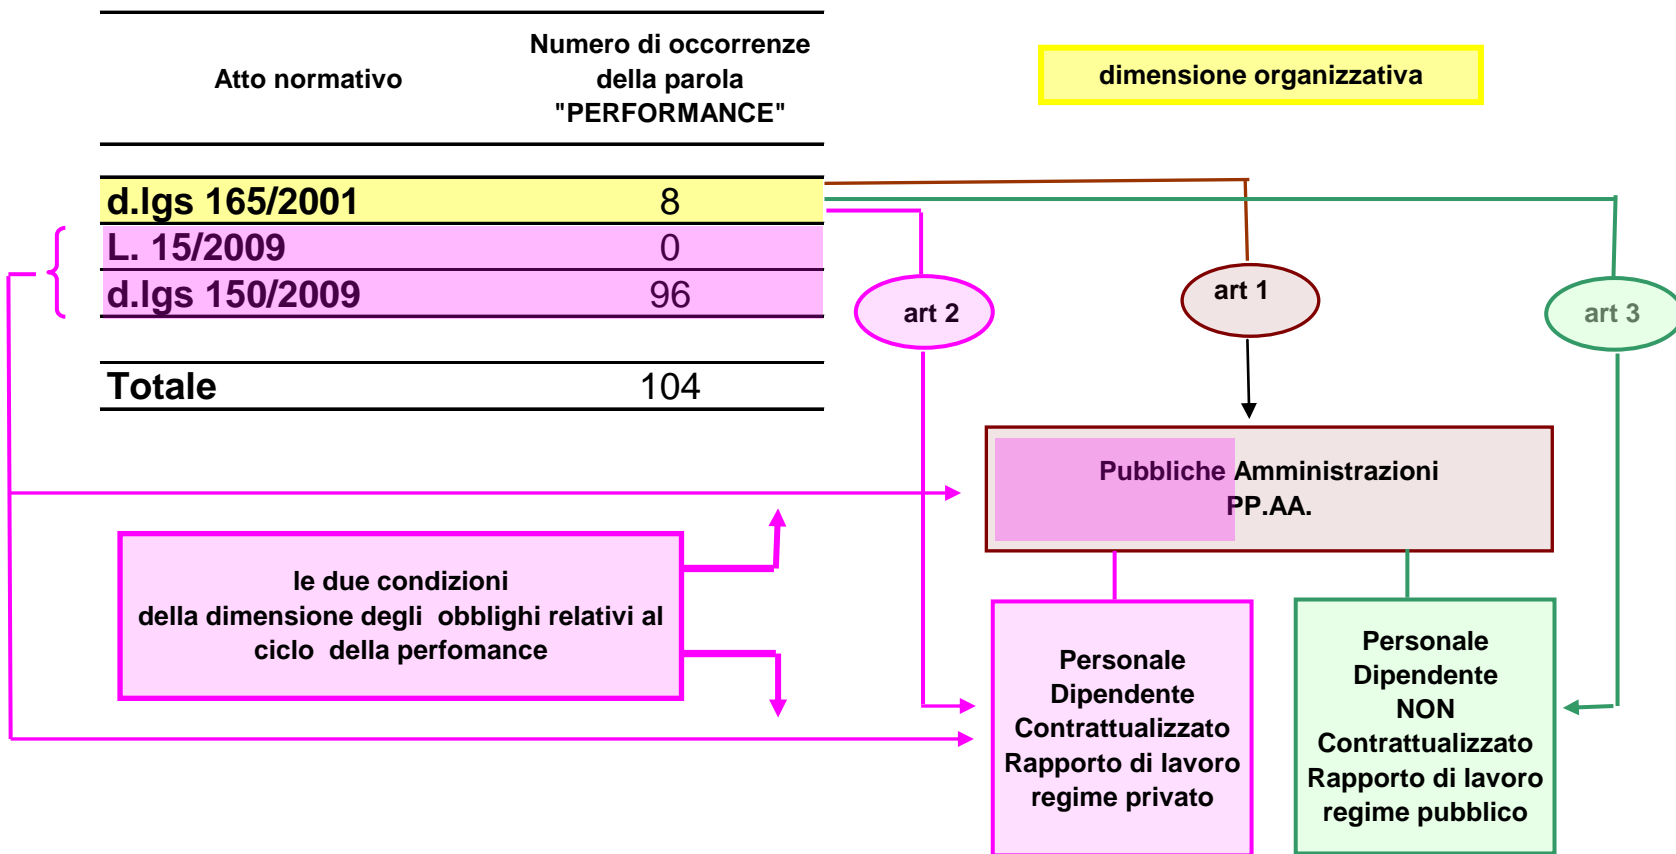 Atto normativo
Numero di occorrenze
della parola
"PERFORMANCE"
d.lgs 165/2001 8
L. 15/2009 0
d.lgs 150/2009 96
Totale 104
dimensione organizzativa
art 2
art 1
art 3
Pubbliche Amministrazioni
PP.AA.
le due condizioni
della dimensione degli obblighi relativi al
ciclo della perfomance
Personale
Dipendente
Contrattualizzato
Rapporto di lavoro
regime privato
Personale
Dipendente
NON
Contrattualizzato
Rapporto di lavoro
regime pubblico